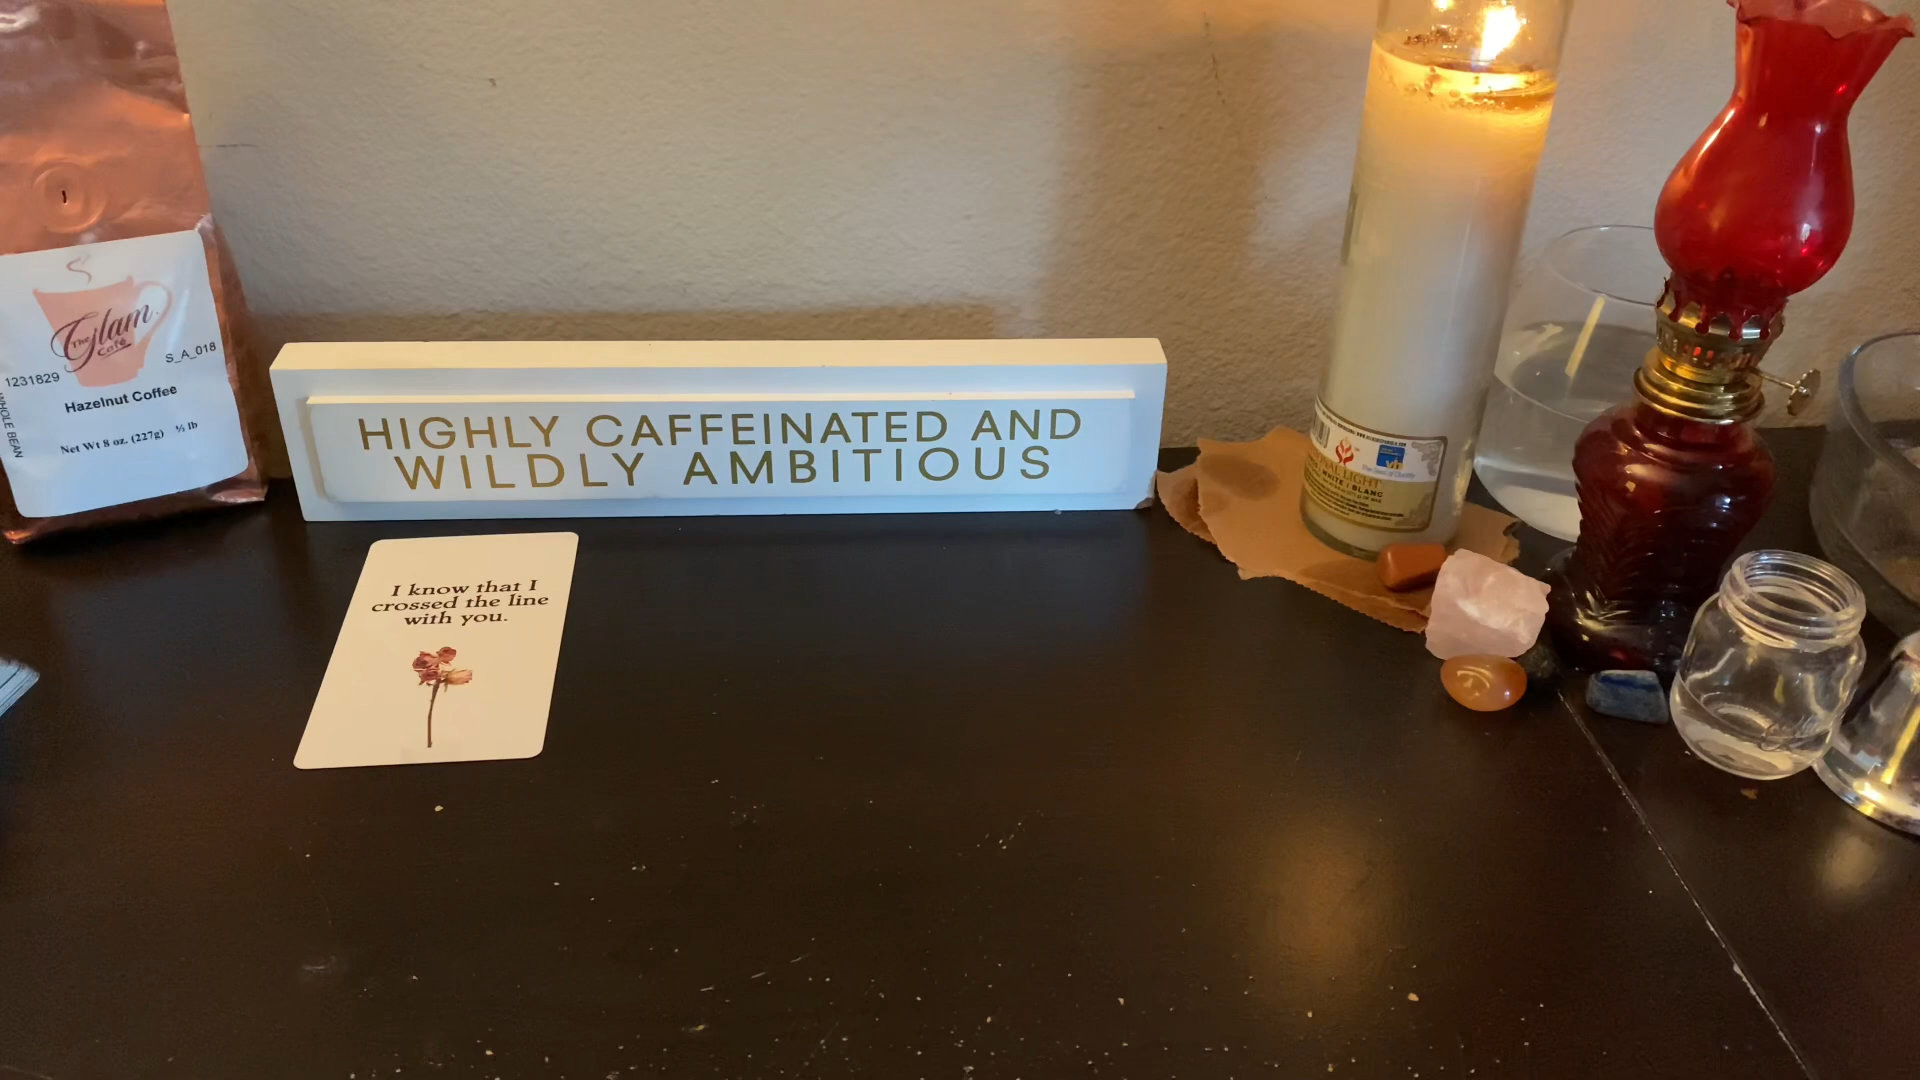 The Glam
Café
1231829
S_A_018
Hazelnut Coffee
Net Wt 8 oz. (227g) ½ lb
WHOLE BEAN
HIGHLY CAFFEINATED AND
WILDLY AMBITIOUS
I know that I
crossed the line
with you.
WHITE | BLANC